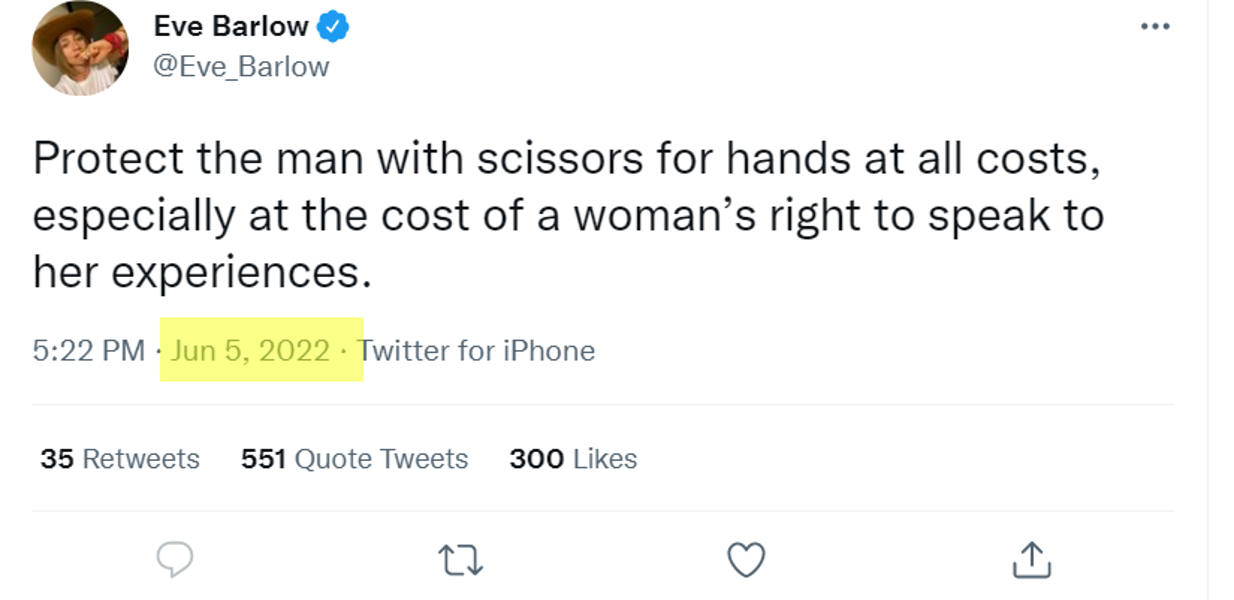 Eve Barlow
@Eve_Barlow
Protect the man with scissors for hands at all costs,
especially at the cost of a woman’s right to speak to
her experiences.
5:22 PM · Jun 5, 2022 · Twitter for iPhone
35 Retweets 551 Quote Tweets 300 Likes